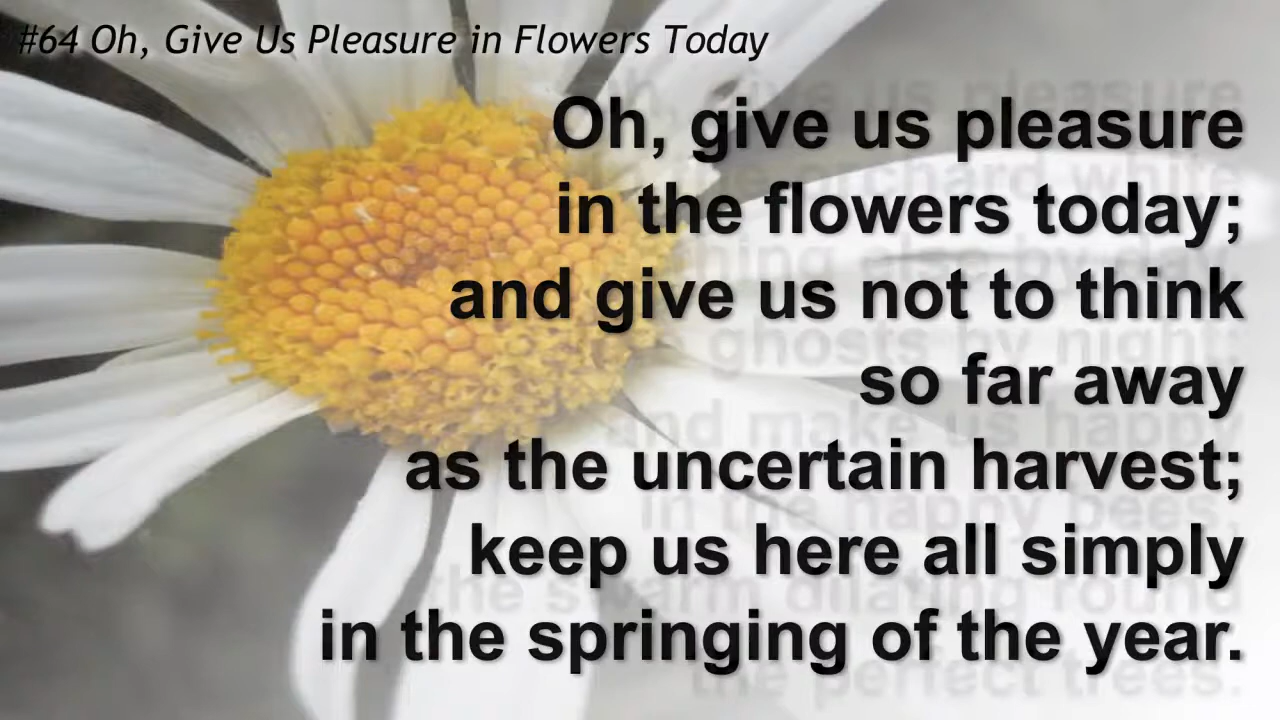 #64 Oh, Give Us Pleasure in Flowers Today
Oh, give us pleasure
in the flowers today;
and give us not to think
so far away
as the uncertain harvest;
keep us here all simply
in the springing of the year.